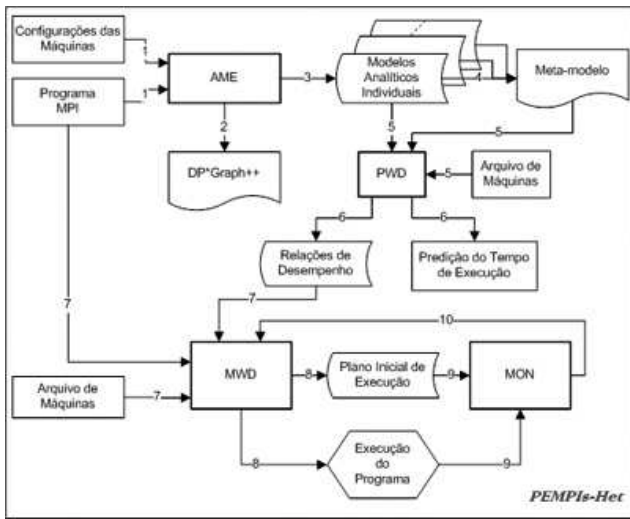 Configurações das
Máquinas
1
Programa
MPI
1
AME
3
Modelos
Analíticos
Individuais
4
Meta-modelo
2
DP*Graph++
5
5
PWD
5
Arquivo de
Máquinas
6
6
Relações de
Desempenho
Predição do Tempo
de Execução
7
7
10
MWD
8
Plano Inicial de
Execução
9
MON
Arquivo de
Máquinas
7
8
Execução
do
Programa
9
PEMPIs-Het